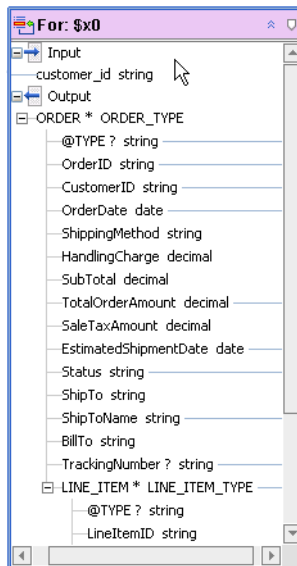 For: $x0
Input
customer_id string
Output
ORDER * ORDER_TYPE
@TYPE ? string
OrderID string
CustomerID string
OrderDate date
ShippingMethod string
HandlingCharge decimal
SubTotal decimal
TotalOrderAmount decimal
SaleTaxAmount decimal
EstimatedShipmentDate date
Status string
ShipTo string
ShipToName string
BillTo string
TrackingNumber ? string
LINE_ITEM * LINE_ITEM_TYPE
@TYPE ? string
LineItemID string